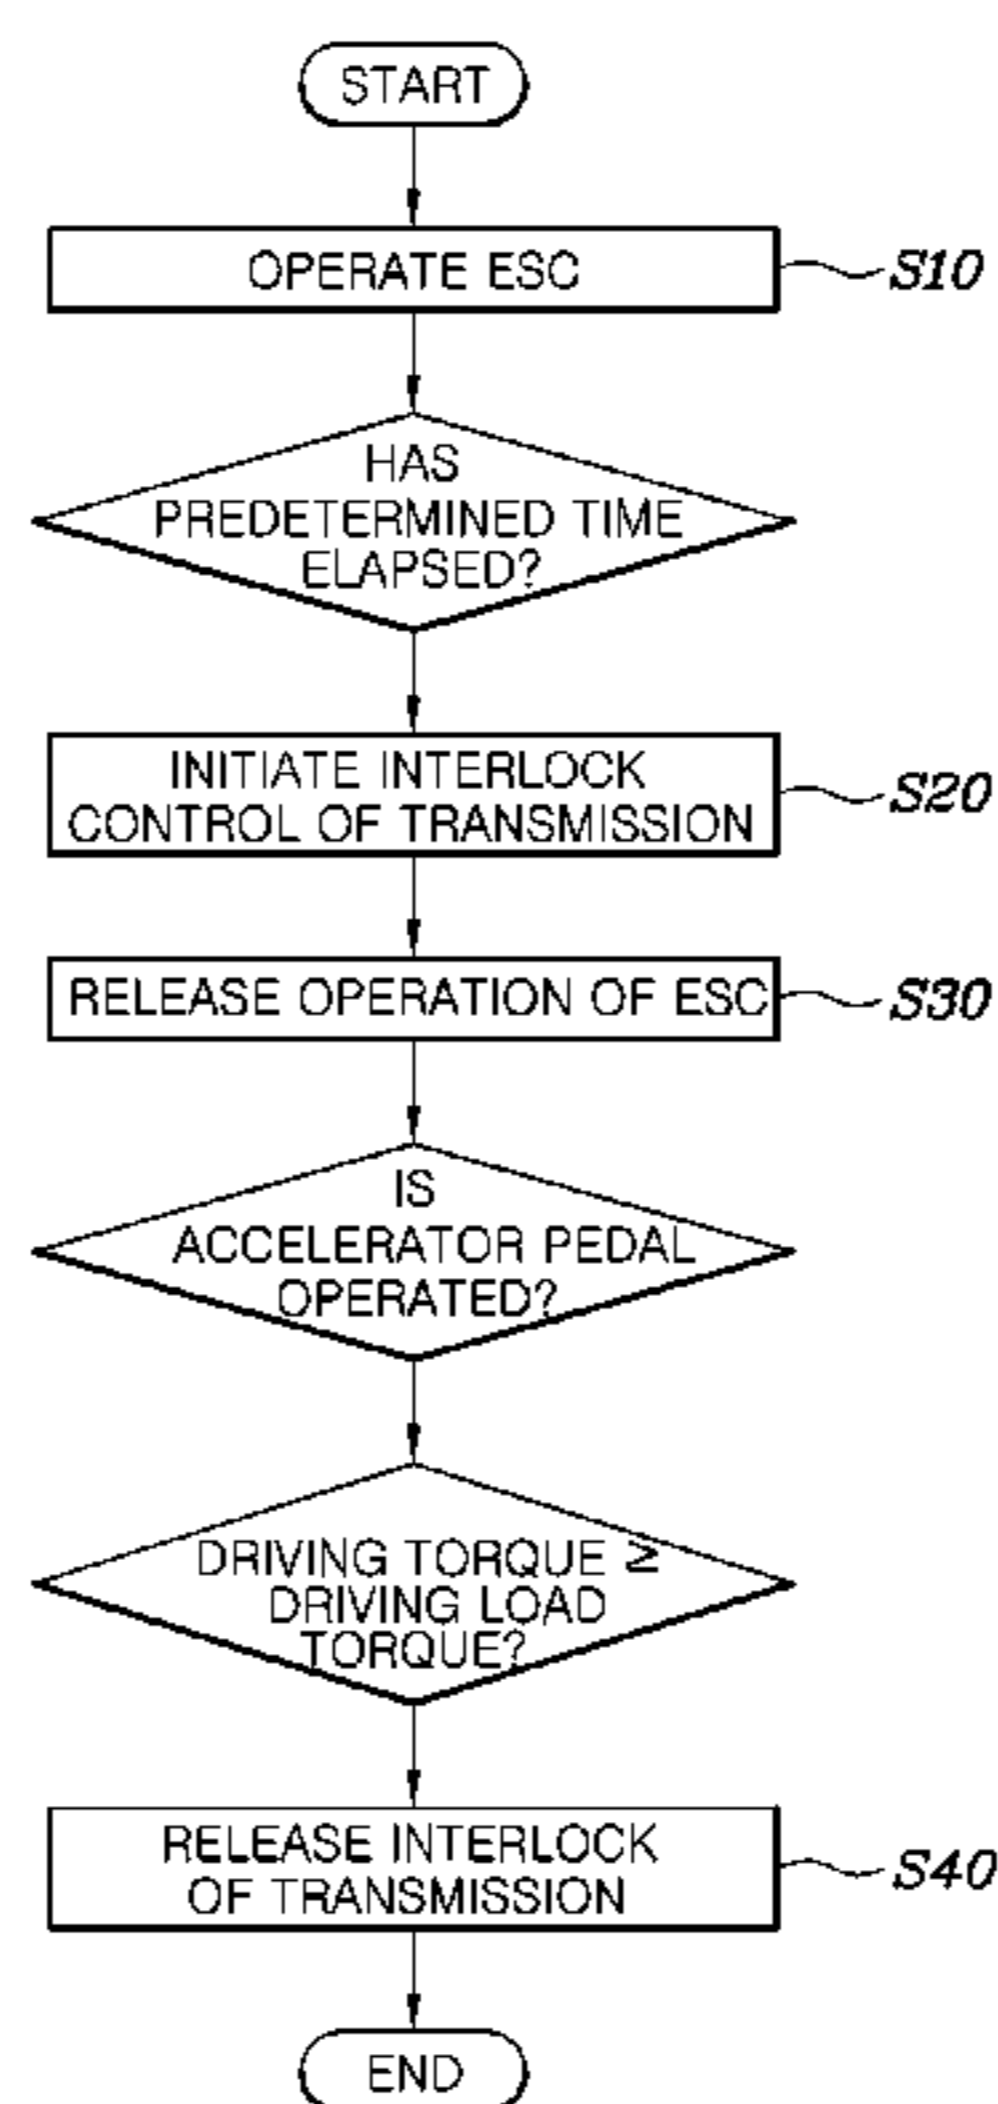 START
OPERATE ESC
S10
HAS
PREDETERMINED TIME
ELAPSED?
INITIATE INTERLOCK
CONTROL OF TRANSMISSION
S20
RELEASE OPERATION OF ESC
S30
IS
ACCELERATOR PEDAL
OPERATED?
DRIVING TORQUE ≥
DRIVING LOAD
TORQUE?
RELEASE INTERLOCK
OF TRANSMISSION
S40
END